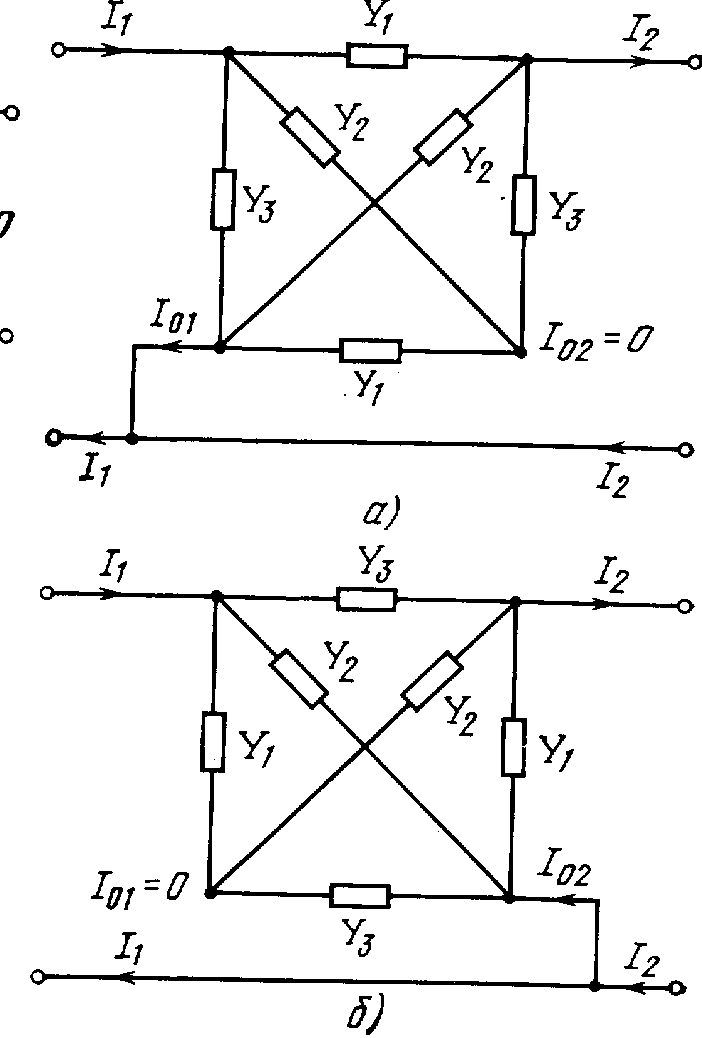 I₁ Y₁ I₂
Y₂ Y₂
Y₃ Y₃
I₀₁ I₀₂ = 0
Y₁
I₁ I₂
а)
I₁ Y₃ I₂
Y₂ Y₂
Y₁ Y₁
I₀₁ = 0 I₀₂
Y₃
I₁ I₂
б)